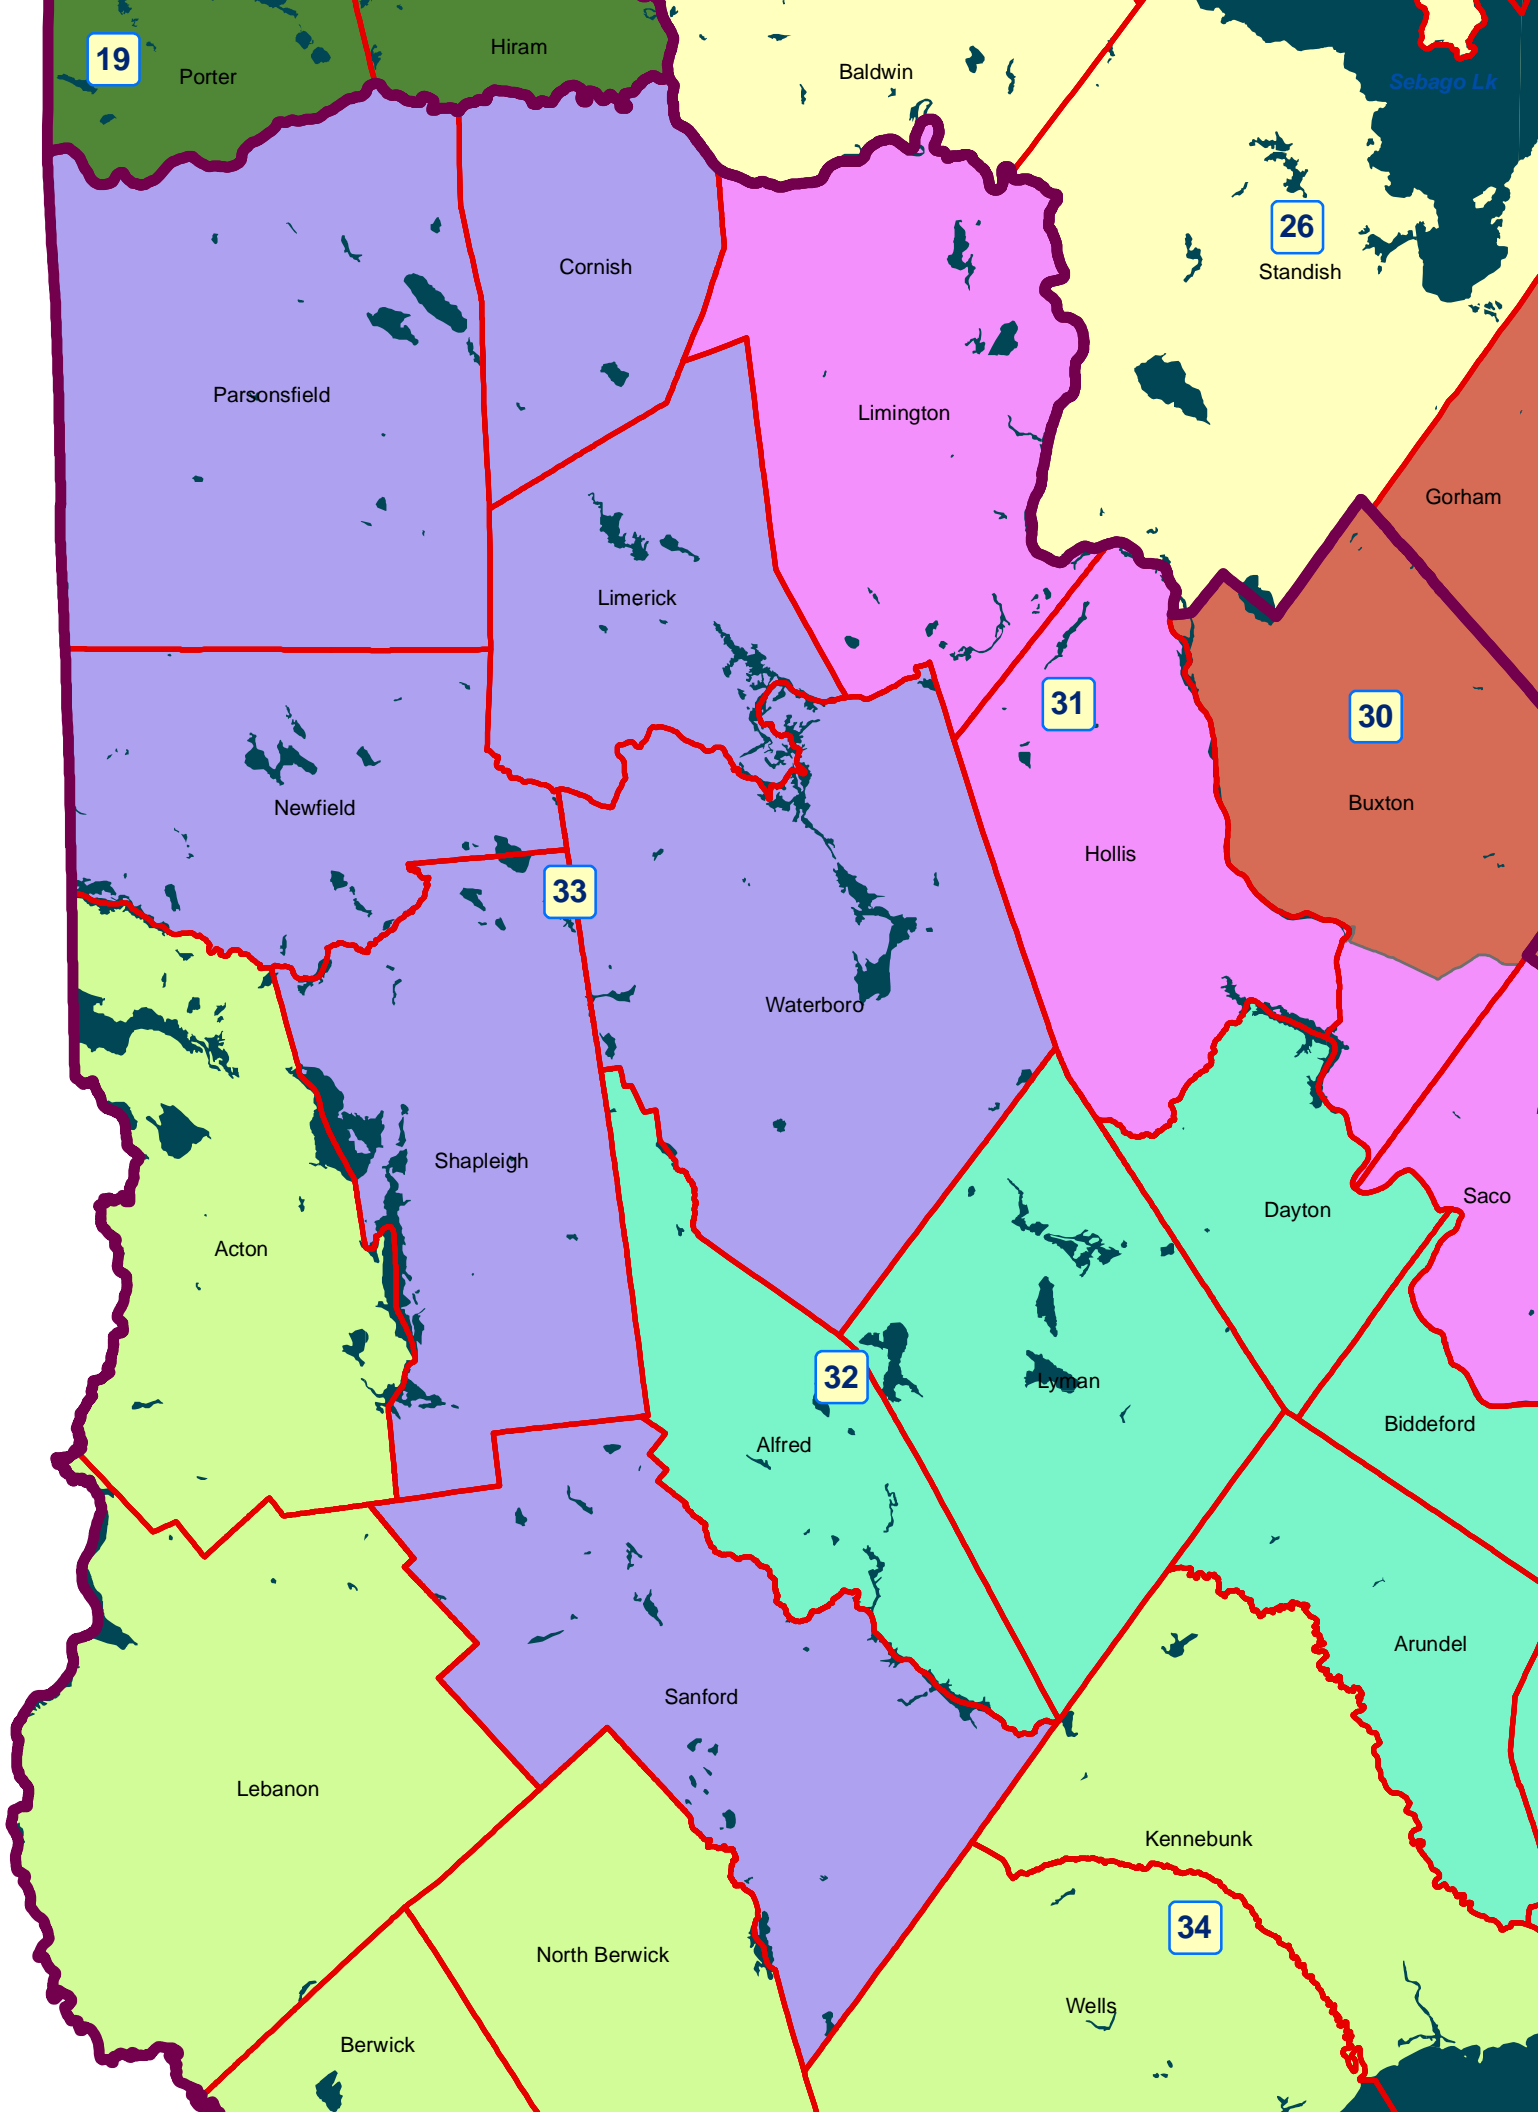 Hiram
19
Porter
Baldwin
Sebago Lk
26
Standish
Cornish
Parsonsfield
Limington
Gorham
Limerick
31
30
Buxton
Newfield
Hollis
33
Waterboro
Shapleigh
Saco
Dayton
Acton
32
Lyman
Biddeford
Alfred
Arundel
Sanford
Lebanon
Kennebunk
34
North Berwick
Wells
Berwick